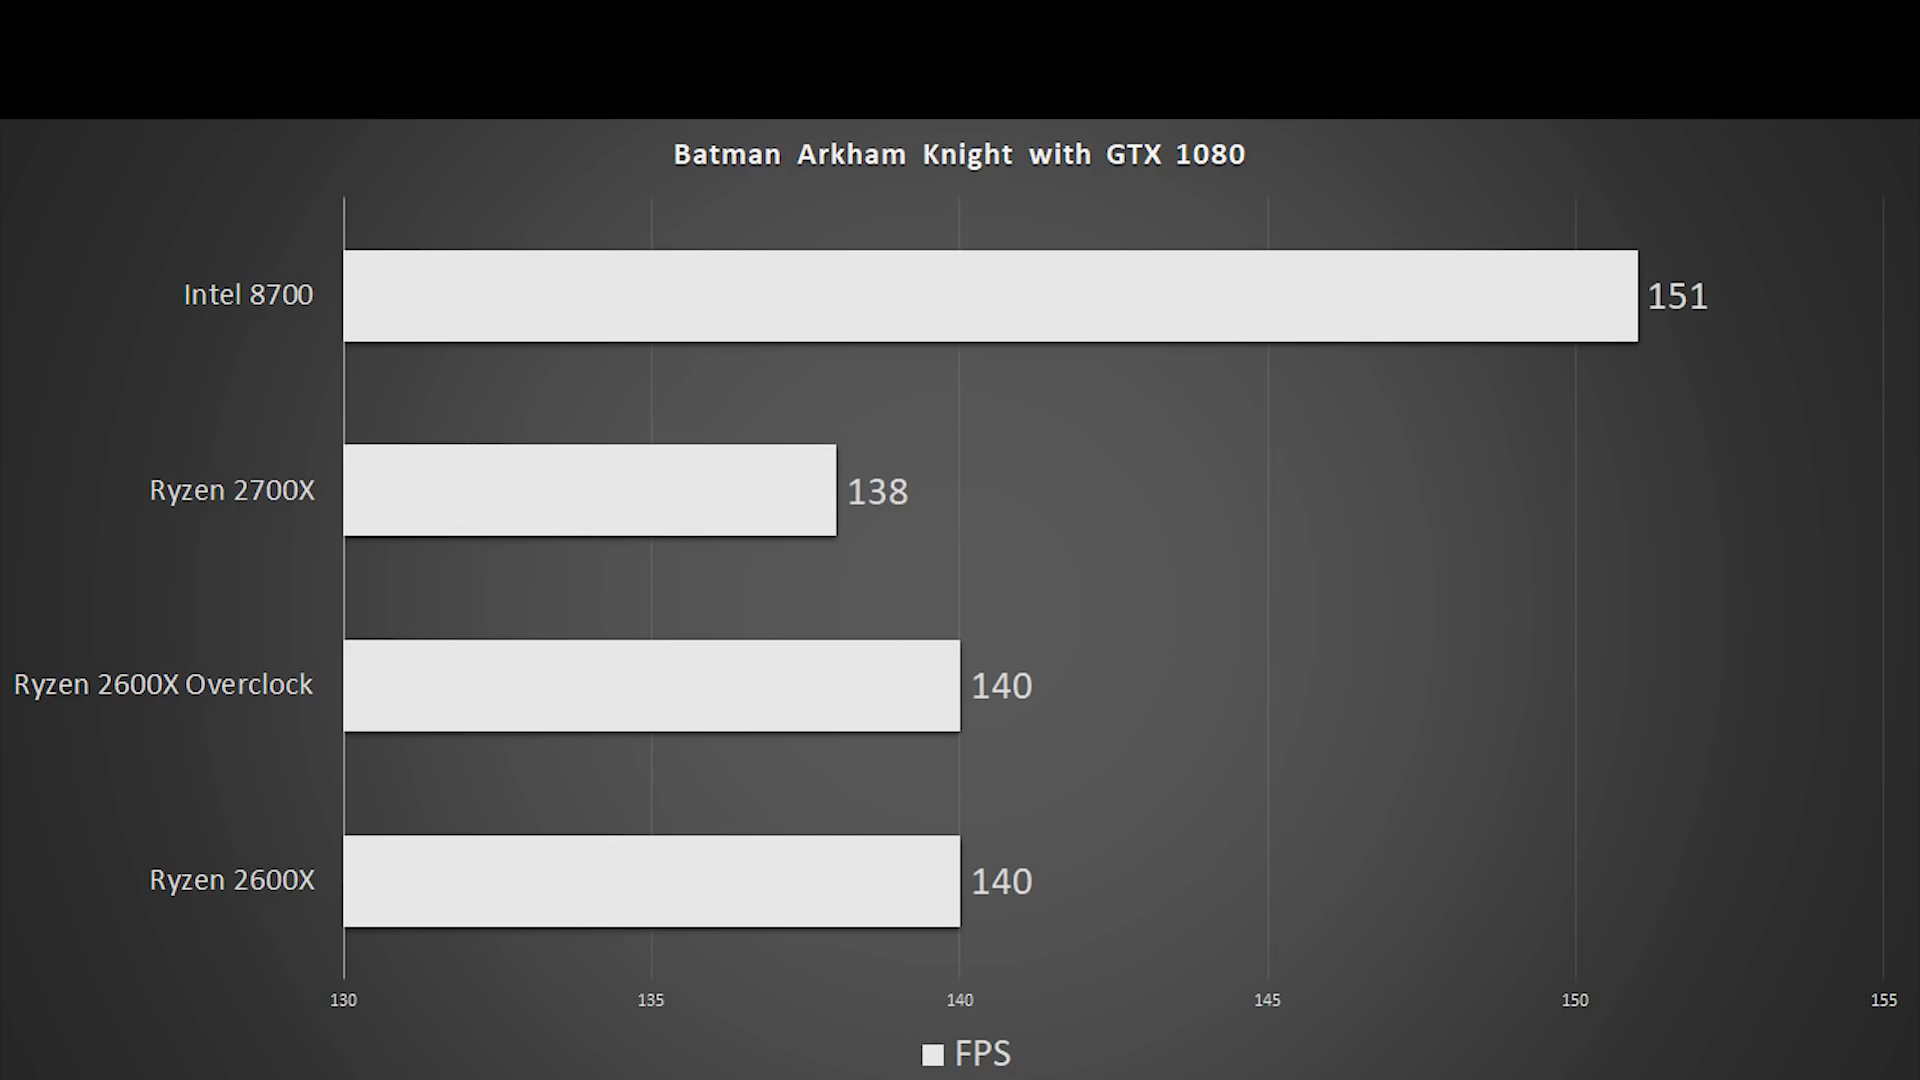 Batman Arkham Knight with GTX 1080
Intel 8700
151
Ryzen 2700X
138
Ryzen 2600X Overclock
140
Ryzen 2600X
140
130 135 140 145 150 155
FPS